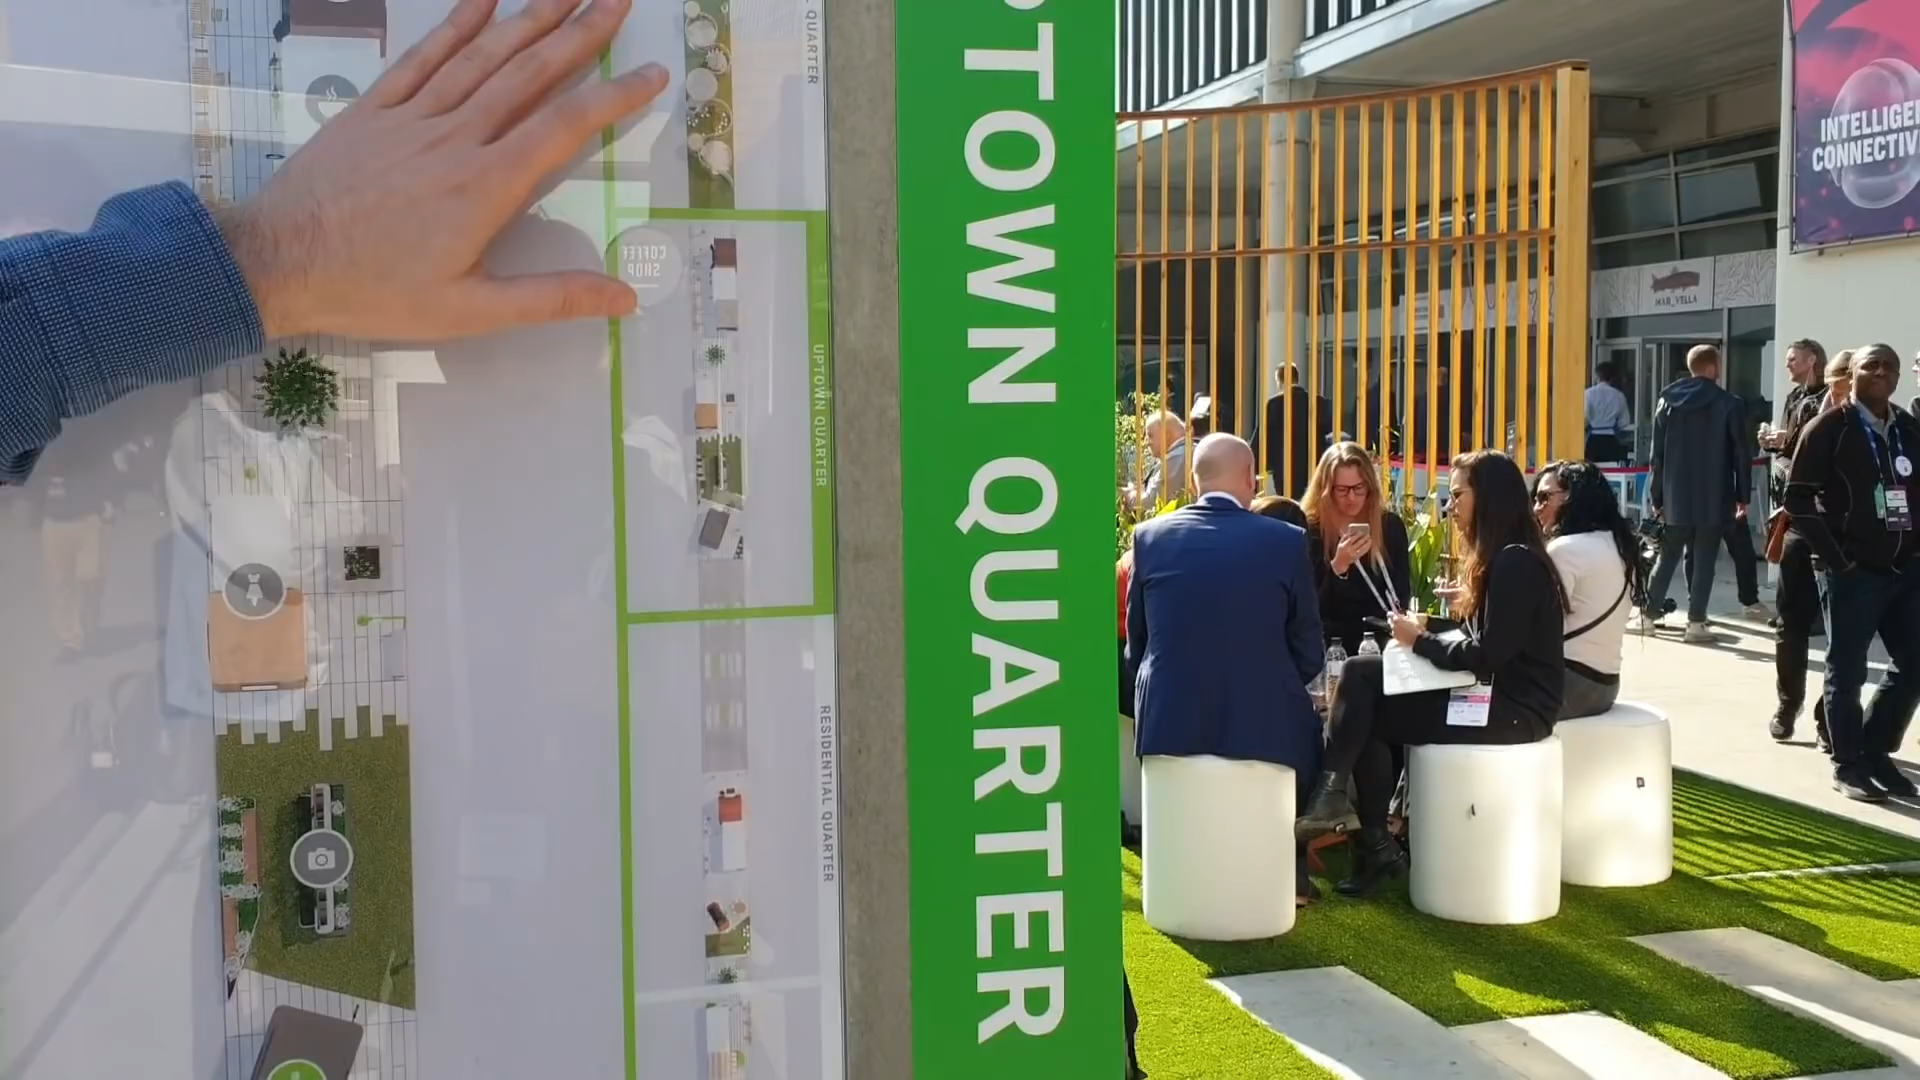 PTOWN QUARTER
L QUARTER
COFFEE
SHOP
UPTOWN QUARTER
RESIDENTIAL QUARTER
INTELLIGEN
CONNECTIVI
MAR_VELLA